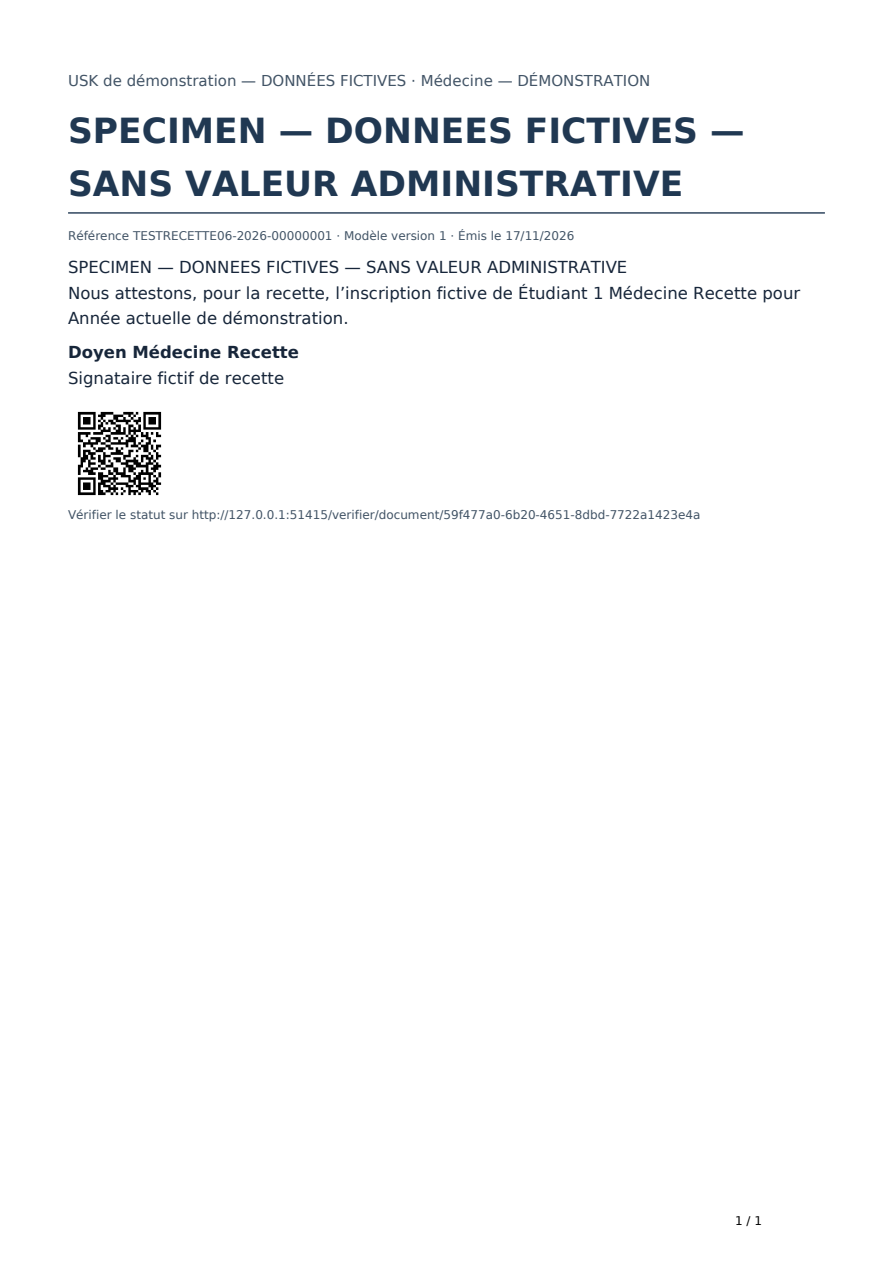 USK de démonstration — DONNÉES FICTIVES · Médecine — DÉMONSTRATION
SPECIMEN — DONNEES FICTIVES —
SANS VALEUR ADMINISTRATIVE
Référence TESTRECETTE06-2026-00000001 · Modèle version 1 · Émis le 17/11/2026
SPECIMEN — DONNEES FICTIVES — SANS VALEUR ADMINISTRATIVE
Nous attestons, pour la recette, l’inscription fictive de Étudiant 1 Médecine Recette pour
Année actuelle de démonstration.
Doyen Médecine Recette
Signataire fictif de recette
Vérifier le statut sur http://127.0.0.1:51415/verifier/document/59f477a0-6b20-4651-8dbd-7722a1423e4a
1 / 1